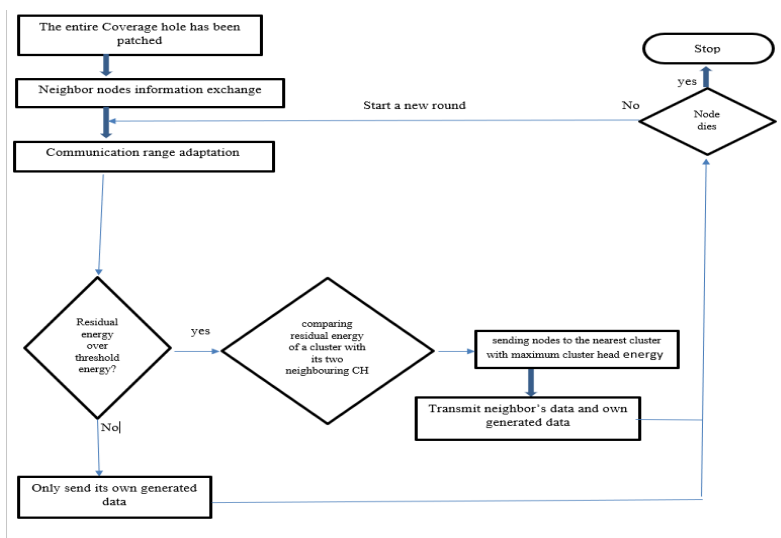 The entire Coverage hole has been
patched
Stop
yes
Neighbor nodes information exchange
Start a new round
No
Node
dies
Communication range adaptation
Residual
energy
over
threshold
energy?
yes
comparing
residual energy
of a cluster with
its two
neighbouring CH
sending nodes to the nearest cluster
with maximum cluster head energy
Transmit neighbor's data and own
generated data
No
Only send its own generated
data